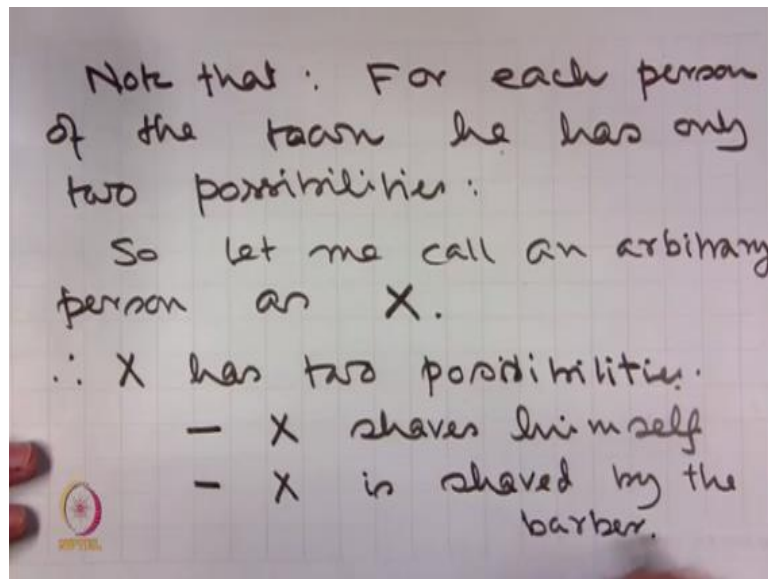 Note that : For each person
of the town he has only
two possibilities :
So let me call an arbitrary
person as X.
∴ X has two possibilities.
- X shaves himself
- X is shaved by the
barber.
NPTEL